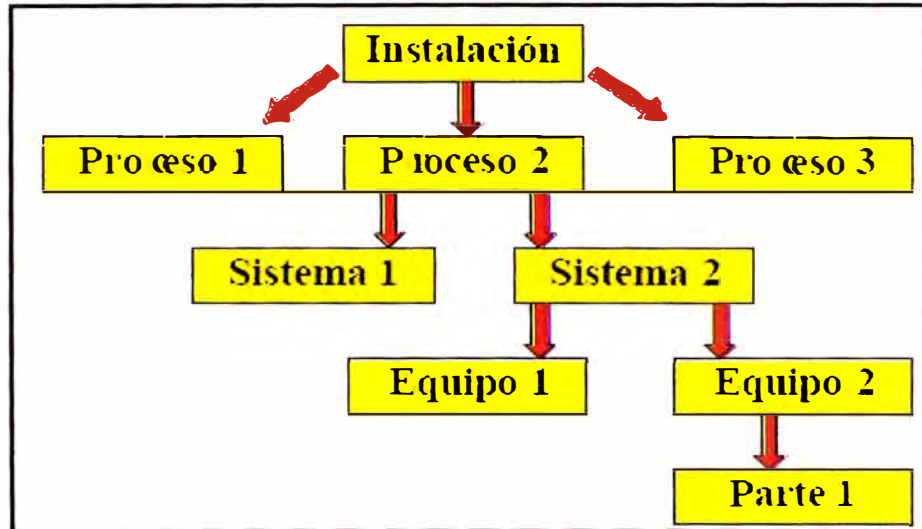 Instalación
Proceso 1
Proceso 2
Proceso 3
Sistema 1
Sistema 2
Equipo 1
Equipo 2
Parte 1